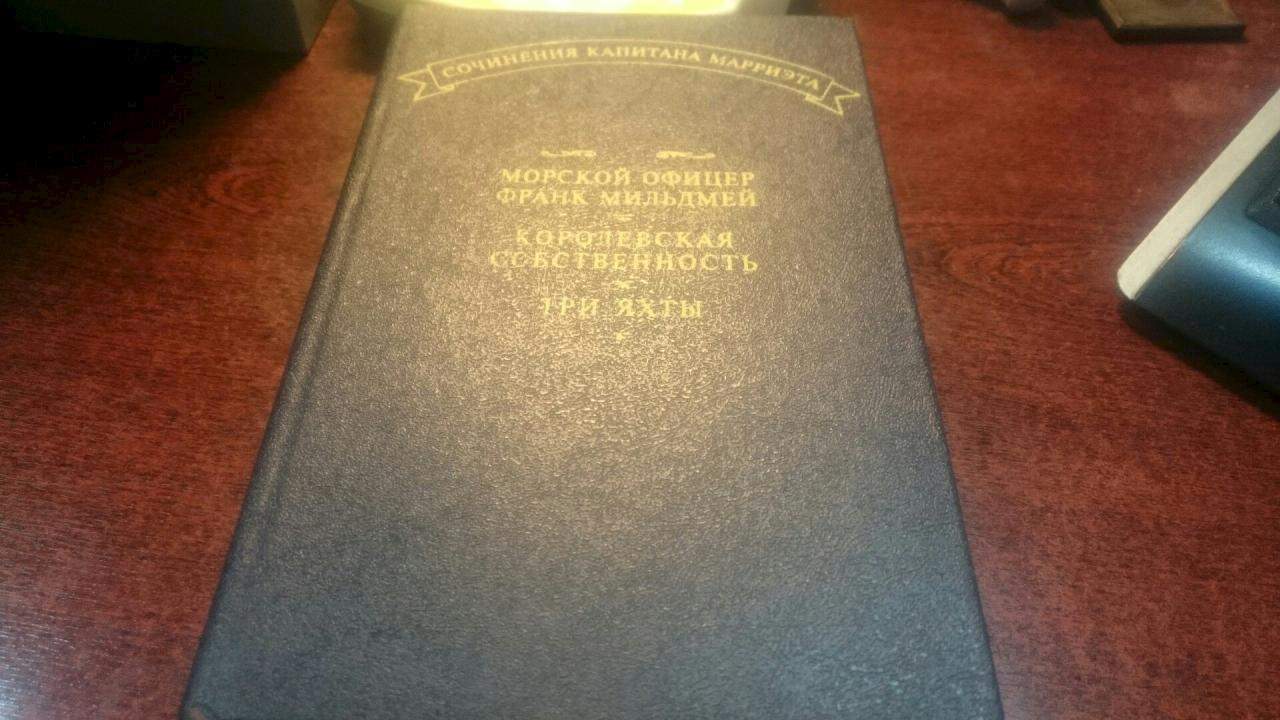 СОЧИНЕНИЯ КАПИТАНА МАРРИЭТА
МОРСКОЙ ОФИЦЕР
ФРАНК МИЛЬДМЕЙ
КОРОЛЕВСКАЯ
СОБСТВЕННОСТЬ
ТРИ ЯХТЫ